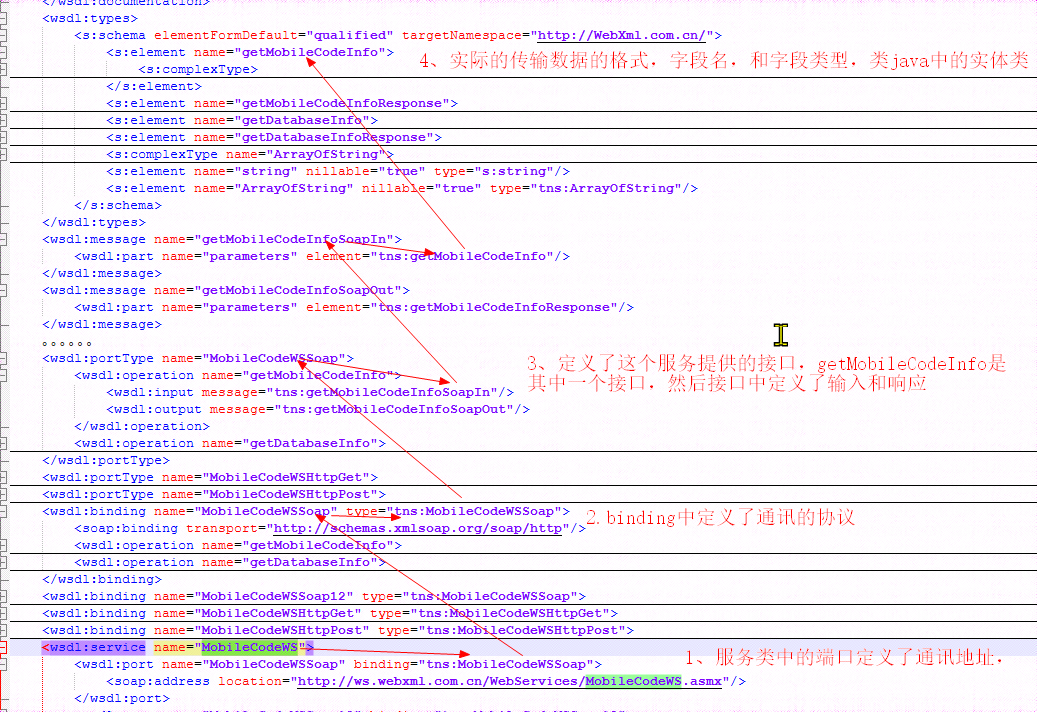 </wsdl:documentation>
<wsdl:types>
<s:schema elementFormDefault="qualified" targetNamespace="http://WebXml.com.cn/">
<s:element name="getMobileCodeInfo">
4、实际的传输数据的格式，字段名，和字段类型，类java中的实体类
<s:complexType>
</s:element>
<s:element name="getMobileCodeInfoResponse">
<s:element name="getDatabaseInfo">
<s:element name="getDatabaseInfoResponse">
<s:complexType name="ArrayOfString">
<s:element name="string" nillable="true" type="s:string"/>
<s:element name="ArrayOfString" nillable="true" type="tns:ArrayOfString"/>
</s:schema>
</wsdl:types>
<wsdl:message name="getMobileCodeInfoSoapIn">
<wsdl:part name="parameters" element="tns:getMobileCodeInfo"/>
</wsdl:message>
<wsdl:message name="getMobileCodeInfoSoapOut">
<wsdl:part name="parameters" element="tns:getMobileCodeInfoResponse"/>
</wsdl:message>
。。。。。。
<wsdl:portType name="MobileCodeWSSoap">
<wsdl:operation name="getMobileCodeInfo">
<wsdl:input message="tns:getMobileCodeInfoSoapIn"/>
<wsdl:output message="tns:getMobileCodeInfoSoapOut"/>
3、定义了这个服务提供的接口，getMobileCodeInfo是
其中一个接口，然后接口中定义了输入和响应
</wsdl:operation>
<wsdl:operation name="getDatabaseInfo">
</wsdl:portType>
<wsdl:portType name="MobileCodeWSHttpGet">
<wsdl:portType name="MobileCodeWSHttpPost">
<wsdl:binding name="MobileCodeWSSoap" type="tns:MobileCodeWSSoap">
2.binding中定义了通讯的协议
<soap:binding transport="http://schemas.xmlsoap.org/soap/http"/>
<wsdl:operation name="getMobileCodeInfo">
<wsdl:operation name="getDatabaseInfo">
</wsdl:binding>
<wsdl:binding name="MobileCodeWSSoap12" type="tns:MobileCodeWSSoap">
<wsdl:binding name="MobileCodeWSHttpGet" type="tns:MobileCodeWSHttpGet">
<wsdl:binding name="MobileCodeWSHttpPost" type="tns:MobileCodeWSHttpPost">
<wsdl:service name="MobileCodeWS">
1、服务类中的端口定义了通讯地址，
<wsdl:port name="MobileCodeWSSoap" binding="tns:MobileCodeWSSoap">
<soap:address location="http://ws.webxml.com.cn/WebServices/MobileCodeWS.asmx"/>
</wsdl:port>